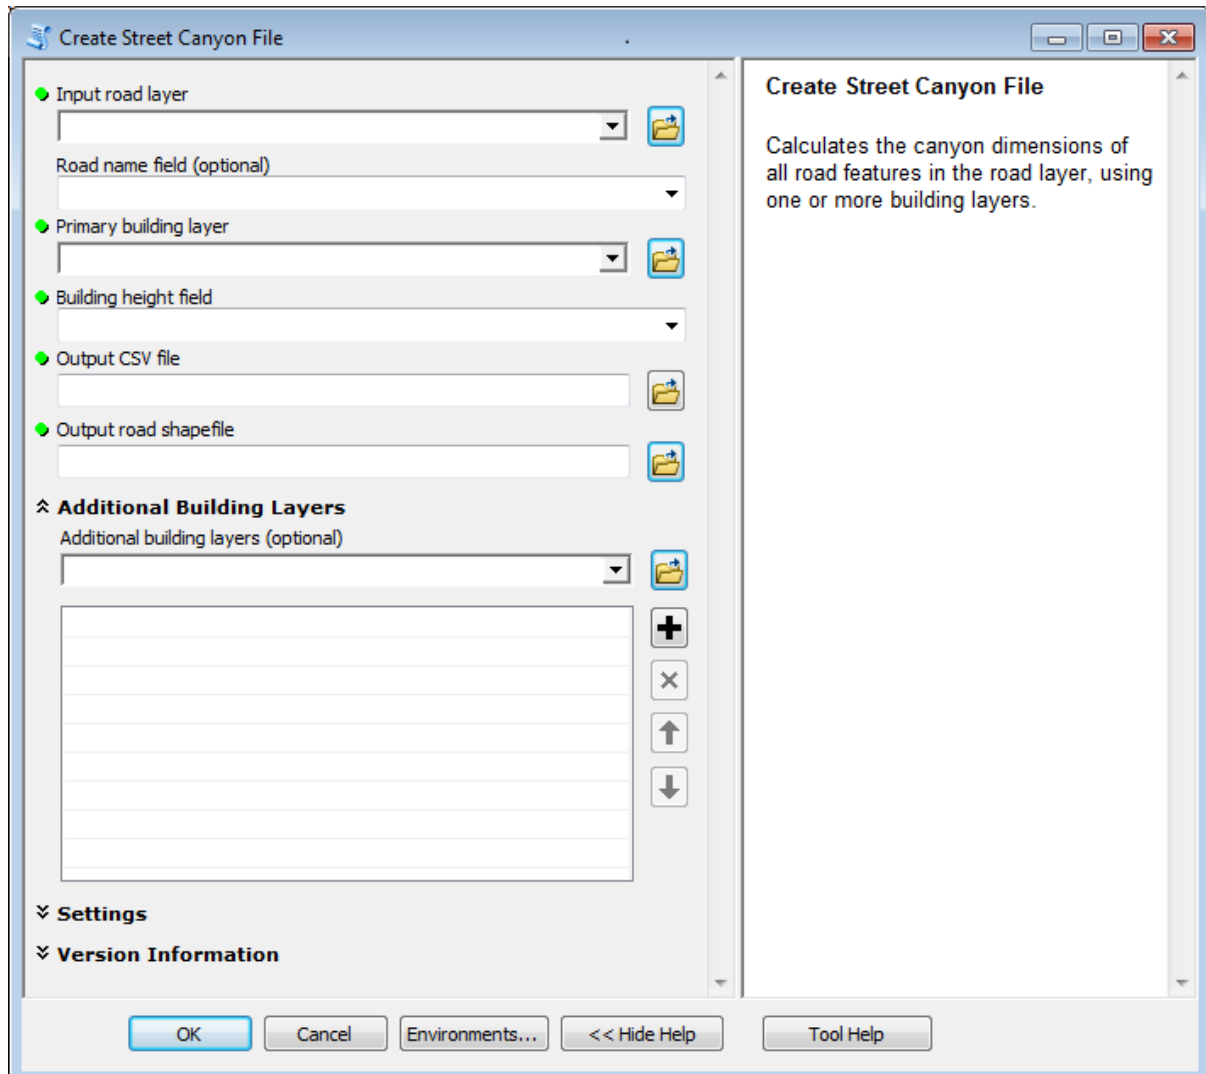 Create Street Canyon File
Input road layer
Road name field (optional)
Primary building layer
Building height field
Output CSV file
Output road shapefile
Additional Building Layers
Additional building layers (optional)
Settings
Version Information
Create Street Canyon File
Calculates the canyon dimensions of
all road features in the road layer, using
one or more building layers.
OK
Cancel
Environments...
<< Hide Help
Tool Help